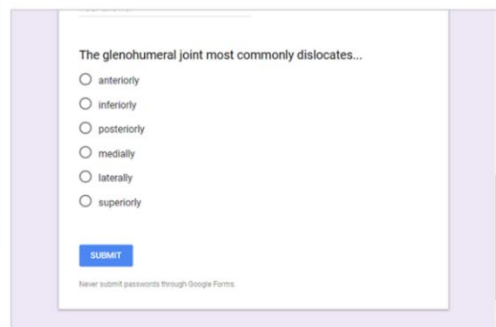 The glenohumeral joint most commonly dislocates...
anteriorly
inferiorly
posteriorly
medially
laterally
superiorly
SUBMIT
Never submit passwords through Google Forms.